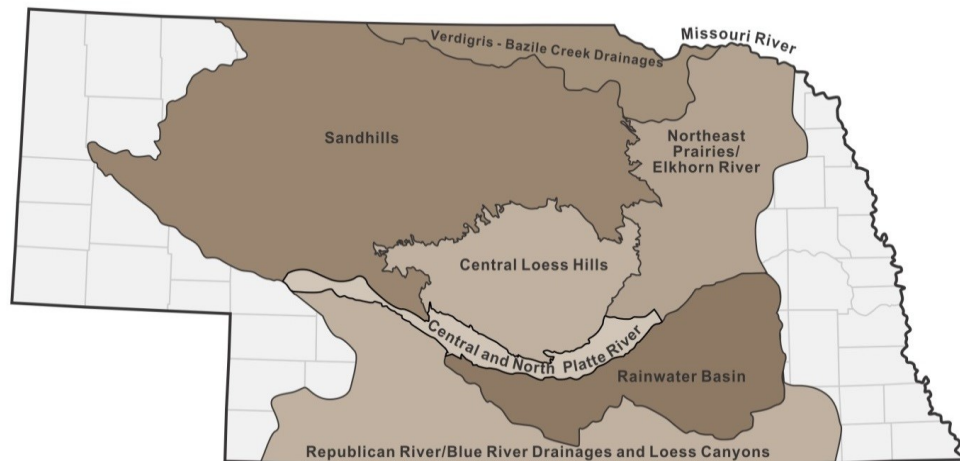 Missouri River
Verdigris - Bazile Creek Drainages
Sandhills
Northeast
Prairies/
Elkhorn River
Central Loess Hills
Central and North Platte River
Rainwater Basin
Republican River/Blue River Drainages and Loess Canyons